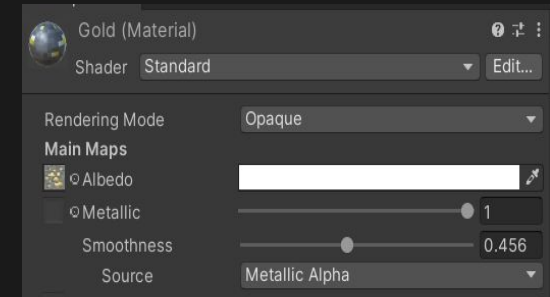 Gold (Material)
Shader Standard Edit...
Rendering Mode Opaque
Main Maps
Albedo
Metallic 1
Smoothness 0.456
Source Metallic Alpha